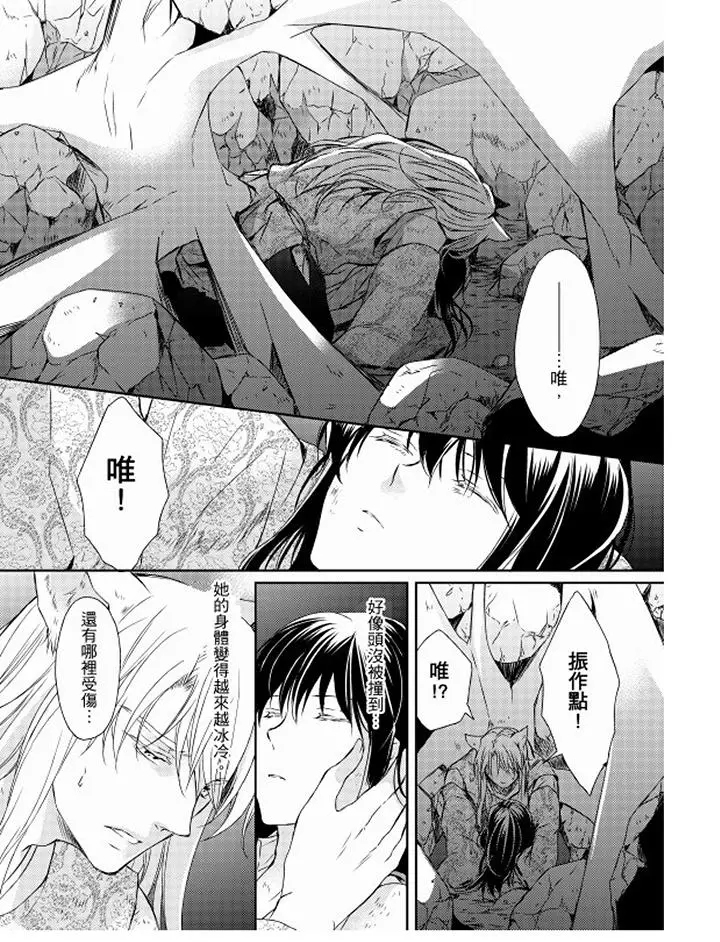 ———…唯，
唯！
振作點！
唯!?
好像頭沒被撞到…
她的身體變得越來越冰冷。…
還有哪裡受傷…